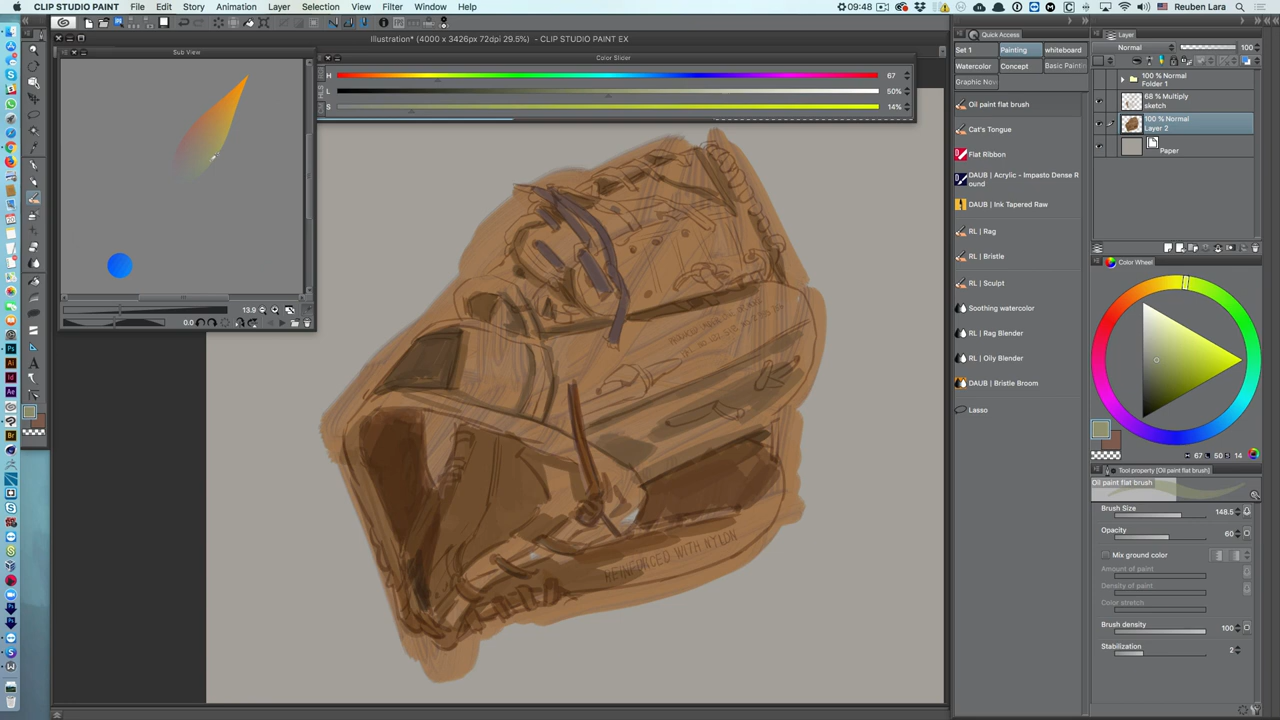 CLIP STUDIO PAINT File Edit Story Animation Layer Selection View Filter Window Help 09:48 Reuben Lara
Illustration* (4000 x 3426px 72dpi 29.5%) - CLIP STUDIO PAINT EX
Sub View
13.9
0.0
Color Slider
HLS
H 67
L 50%
S 14%
REINFORCED WITH NYLON
Quick Access
Set 1 Painting whiteboard
Watercolor Concept Basic Paintin
Graphic Nov
Oil paint flat brush
Cat's Tongue
Flat Ribbon
DAUB | Acrylic - Impasto Dense R
ound
DAUB | Ink Tapered Raw
RL | Rag
RL | Bristle
RL | Sculpt
Soothing watercolor
RL | Rag Blender
RL | Oily Blender
DAUB | Bristle Broom
Lasso
Layer
Normal 100
100 % Normal
Folder 1
68 % Multiply
sketch
100 % Normal
Layer 2
Paper
Color Wheel
H 67 L 50 S 14
Tool property [Oil paint flat brush]
Oil paint flat brush
Brush Size 148.5
Opacity 60
Mix ground color
Amount of paint
Density of paint
Color stretch
Brush density 100
Stabilization 2